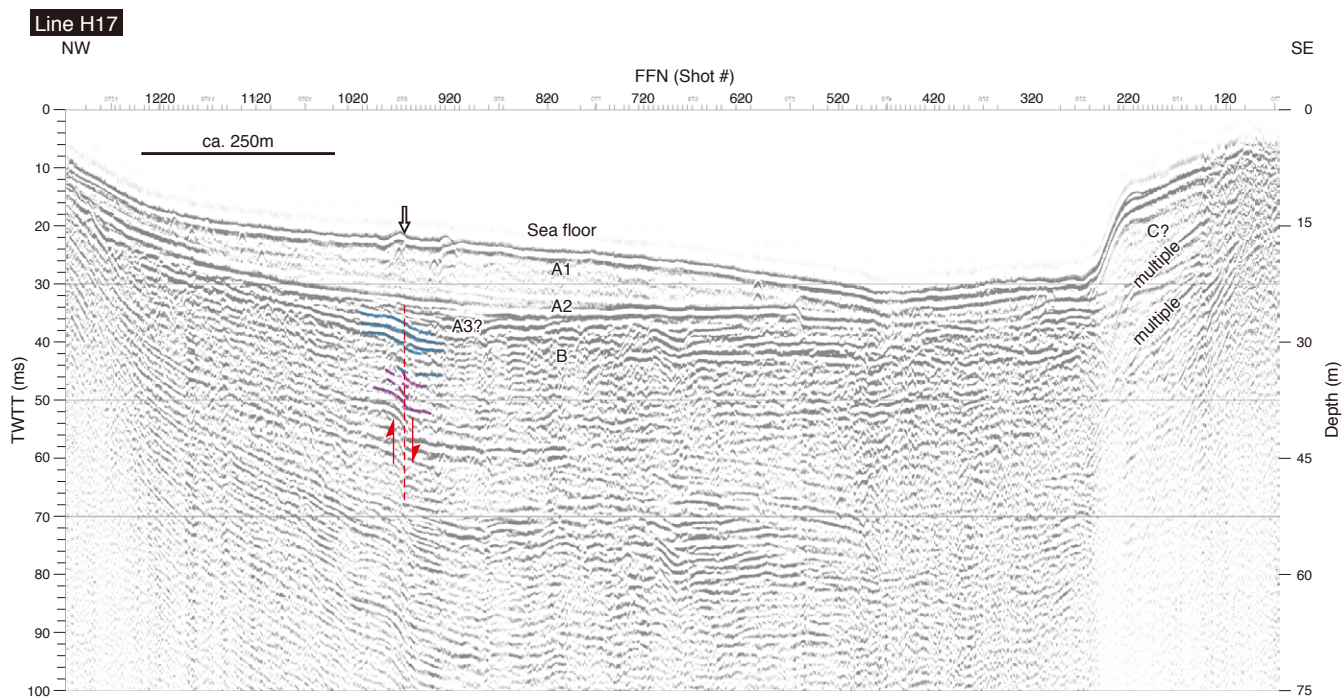 Line H17
NW
SE
FFN (Shot #)
1220 1120 1020 920 820 720 620 520 420 320 220 120
0 0
ca. 250m
10
20 15
Sea floor
C?
multiple
A1
30
A2
multiple
A3?
40 30
B
TWTT (ms)
Depth (m)
50
60 45
70
80 60
90
100 75